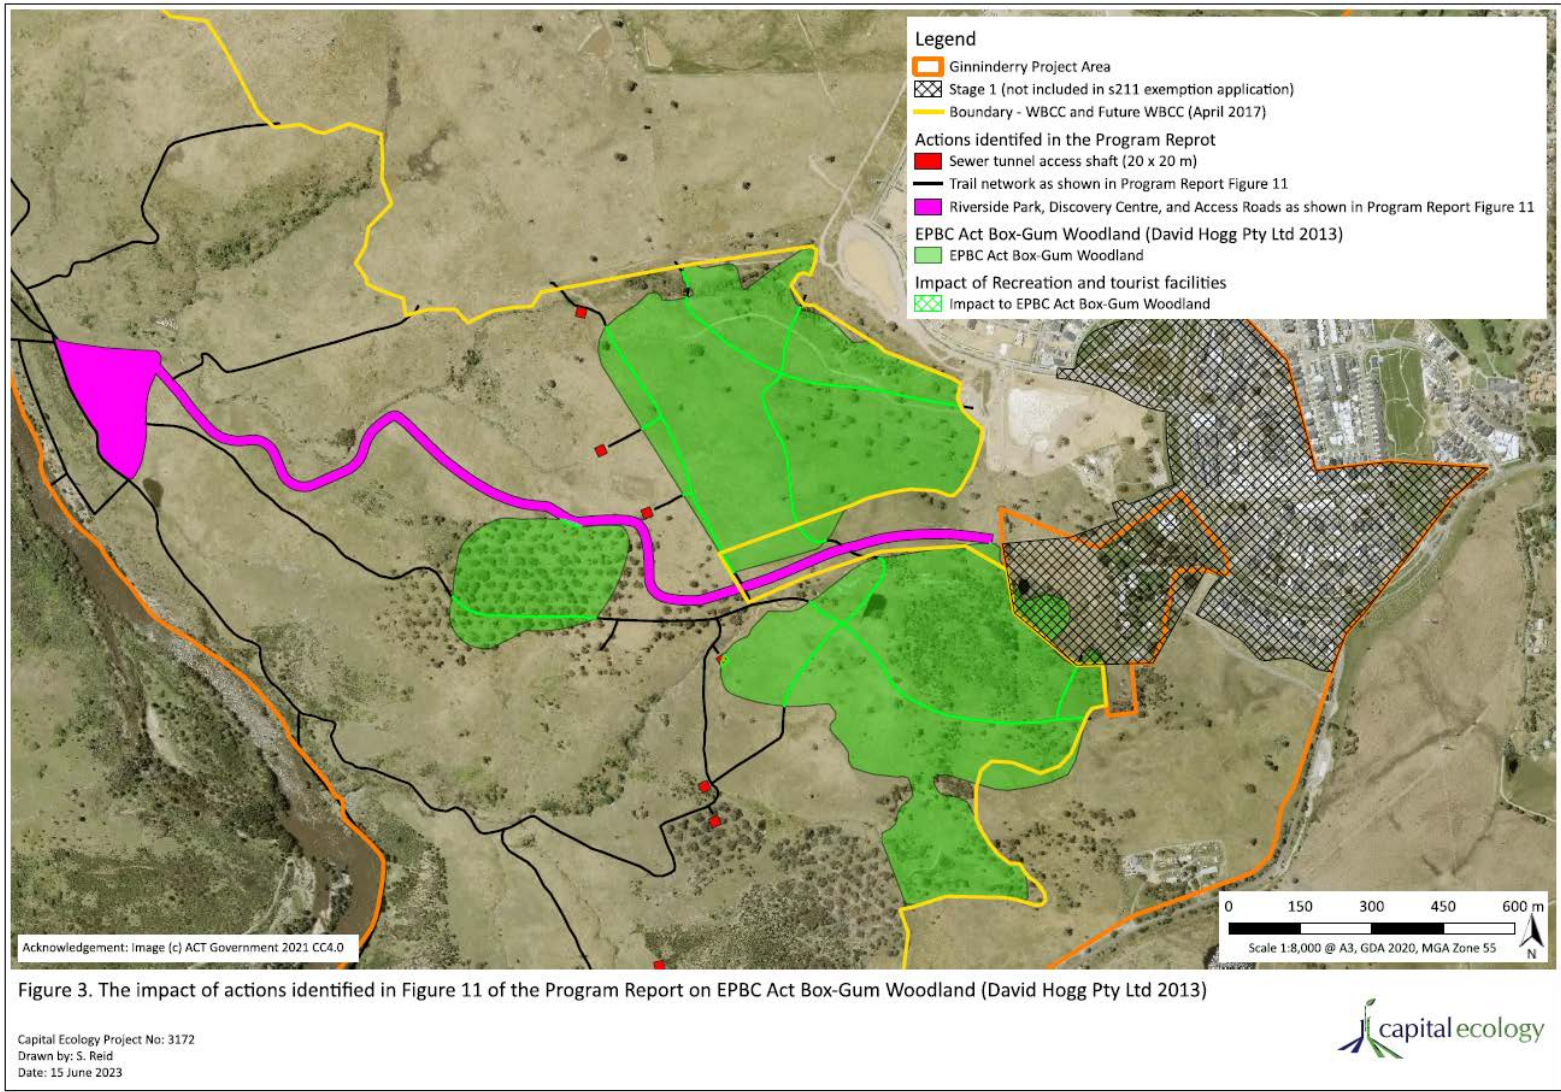 Legend
Ginninderry Project Area
Stage 1 (not included in s211 exemption application)
Boundary - WBCC and Future WBCC (April 2017)
Actions identifed in the Program Reprot
Sewer tunnel access shaft (20 x 20 m)
Trail network as shown in Program Report Figure 11
Riverside Park, Discovery Centre, and Access Roads as shown in Program Report Figure 11
EPBC Act Box-Gum Woodland (David Hogg Pty Ltd 2013)
EPBC Act Box-Gum Woodland
Impact of Recreation and tourist facilities
Impact to EPBC Act Box-Gum Woodland
0 150 300 450 600 m
Scale 1:8,000 @ A3, GDA 2020, MGA Zone 55
N
Acknowledgement: Image (c) ACT Government 2021 CC4.0
Figure 3. The impact of actions identified in Figure 11 of the Program Report on EPBC Act Box-Gum Woodland (David Hogg Pty Ltd 2013)
Capital Ecology Project No: 3172
Drawn by: S. Reid
Date: 15 June 2023
capital ecology